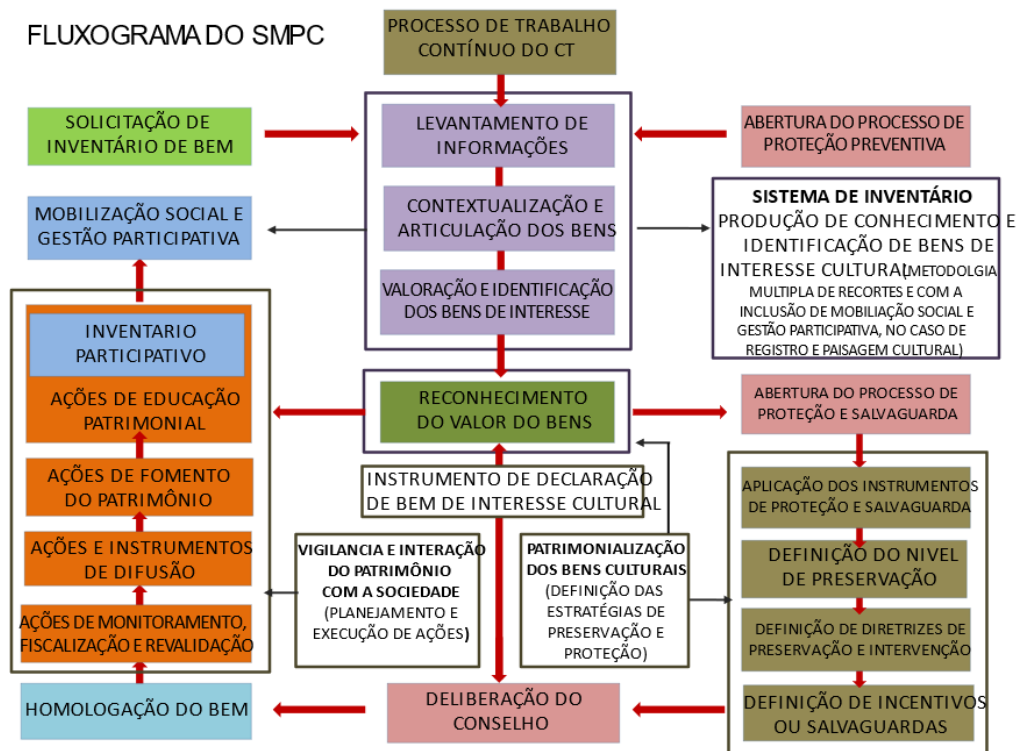 FLUXOGRAMA DO SMPC
PROCESSO DE TRABALHO
CONTÍNUO DO CT
SOLICITAÇÃO DE
INVENTÁRIO DE BEM
LEVANTAMENTO DE
INFORMAÇÕES
ABERTURA DO PROCESSO DE
PROTEÇÃO PREVENTIVA
MOBILIZAÇÃO SOCIAL E
GESTÃO PARTICIPATIVA
CONTEXTUALIZAÇÃO E
ARTICULAÇÃO DOS BENS
SISTEMA DE INVENTÁRIO
PRODUÇÃO DE CONHECIMENTO E
IDENTIFICAÇÃO DE BENS DE
INTERESSE CULTURAL(METODOLGIA
MULTIPLA DE RECORTES E COM A
INCLUSÃO DE MOBILIAÇÃO SOCIAL E
GESTÃO PARTICIPATIVA, NO CASO DE
REGISTRO E PAISAGEM CULTURAL)
VALORAÇÃO E IDENTIFICAÇÃO
DOS BENS DE INTERESSE
INVENTARIO
PARTICIPATIVO
AÇÕES DE EDUCAÇÃO
PATRIMONIAL
RECONHECIMENTO
DO VALOR DO BENS
ABERTURA DO PROCESSO DE
PROTEÇÃO E SALVAGUARDA
AÇÕES DE FOMENTO
DO PATRIMÔNIO
INSTRUMENTO DE DECLARAÇÃO
DE BEM DE INTERESSE CULTURAL
APLICAÇÃO DOS INSTRUMENTOS
DE PROTEÇÃO E SALVAGUARDA
AÇÕES E INSTRUMENTOS
DE DIFUSÃO
VIGILANCIA E INTERAÇÃO
DO PATRIMÔNIO
COM A SOCIEDADE
(PLANEJAMENTO E
EXECUÇÃO DE AÇÕES)
PATRIMONIALIZAÇÃO
DOS BENS CULTURAIS
(DEFINIÇÃO DAS
ESTRATÉGIAS DE
PRESERVAÇÃO E
PROTEÇÃO)
DEFINIÇÃO DO NIVEL
DE PRESERVAÇÃO
AÇÕES DE MONITORAMENTO,
FISCALIZAÇÃO E REVALIDAÇÃO
DEFINIÇÃO DE DIRETRIZES DE
PRESERVAÇÃO E INTERVENÇÃO
HOMOLOGAÇÃO DO BEM
DELIBERAÇÃO DO
CONSELHO
DEFINIÇÃO DE INCENTIVOS
OU SALVAGUARDAS